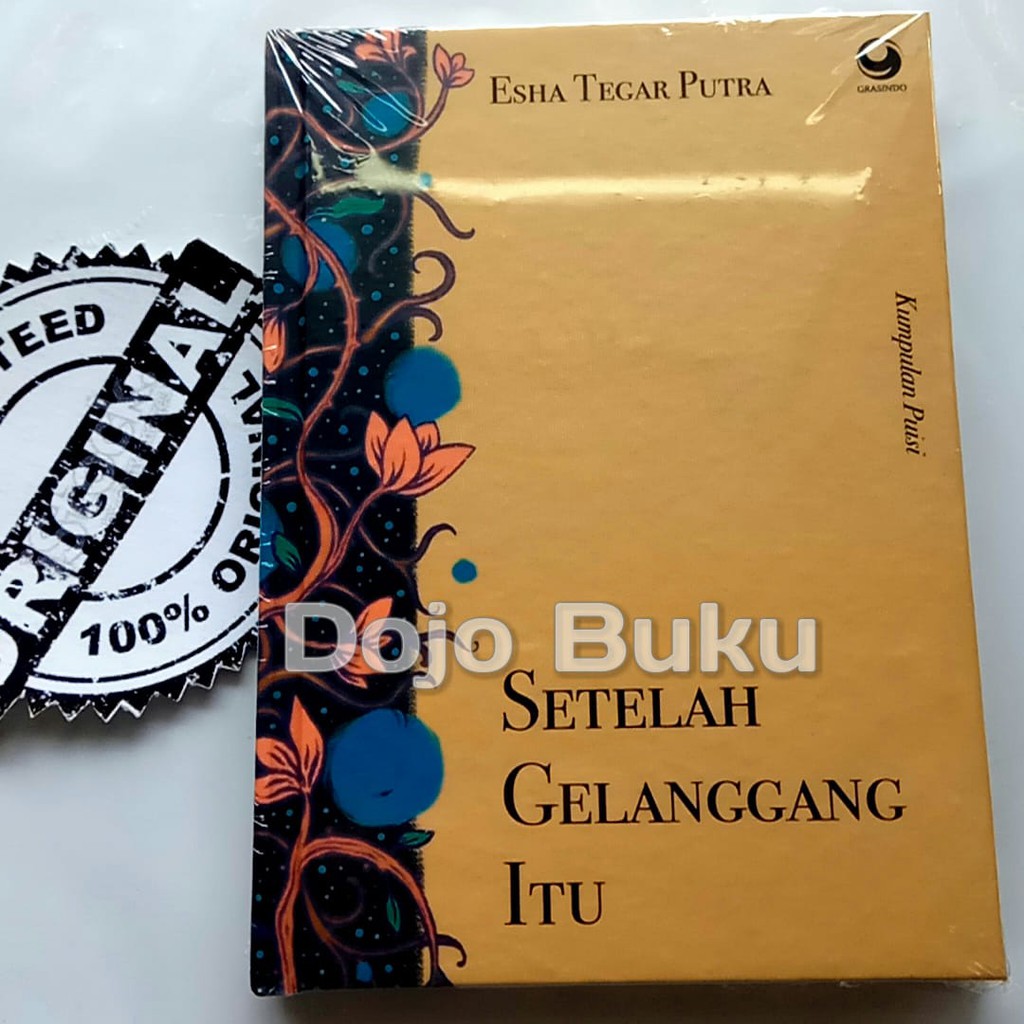 ESHA TEGAR PUTRA
GRASINDO
Kumpulan Puisi
TEED
ORIGINAL
100% ORIGINAL
Dojo Buku
SETELAH
GELANGGANG
ITU